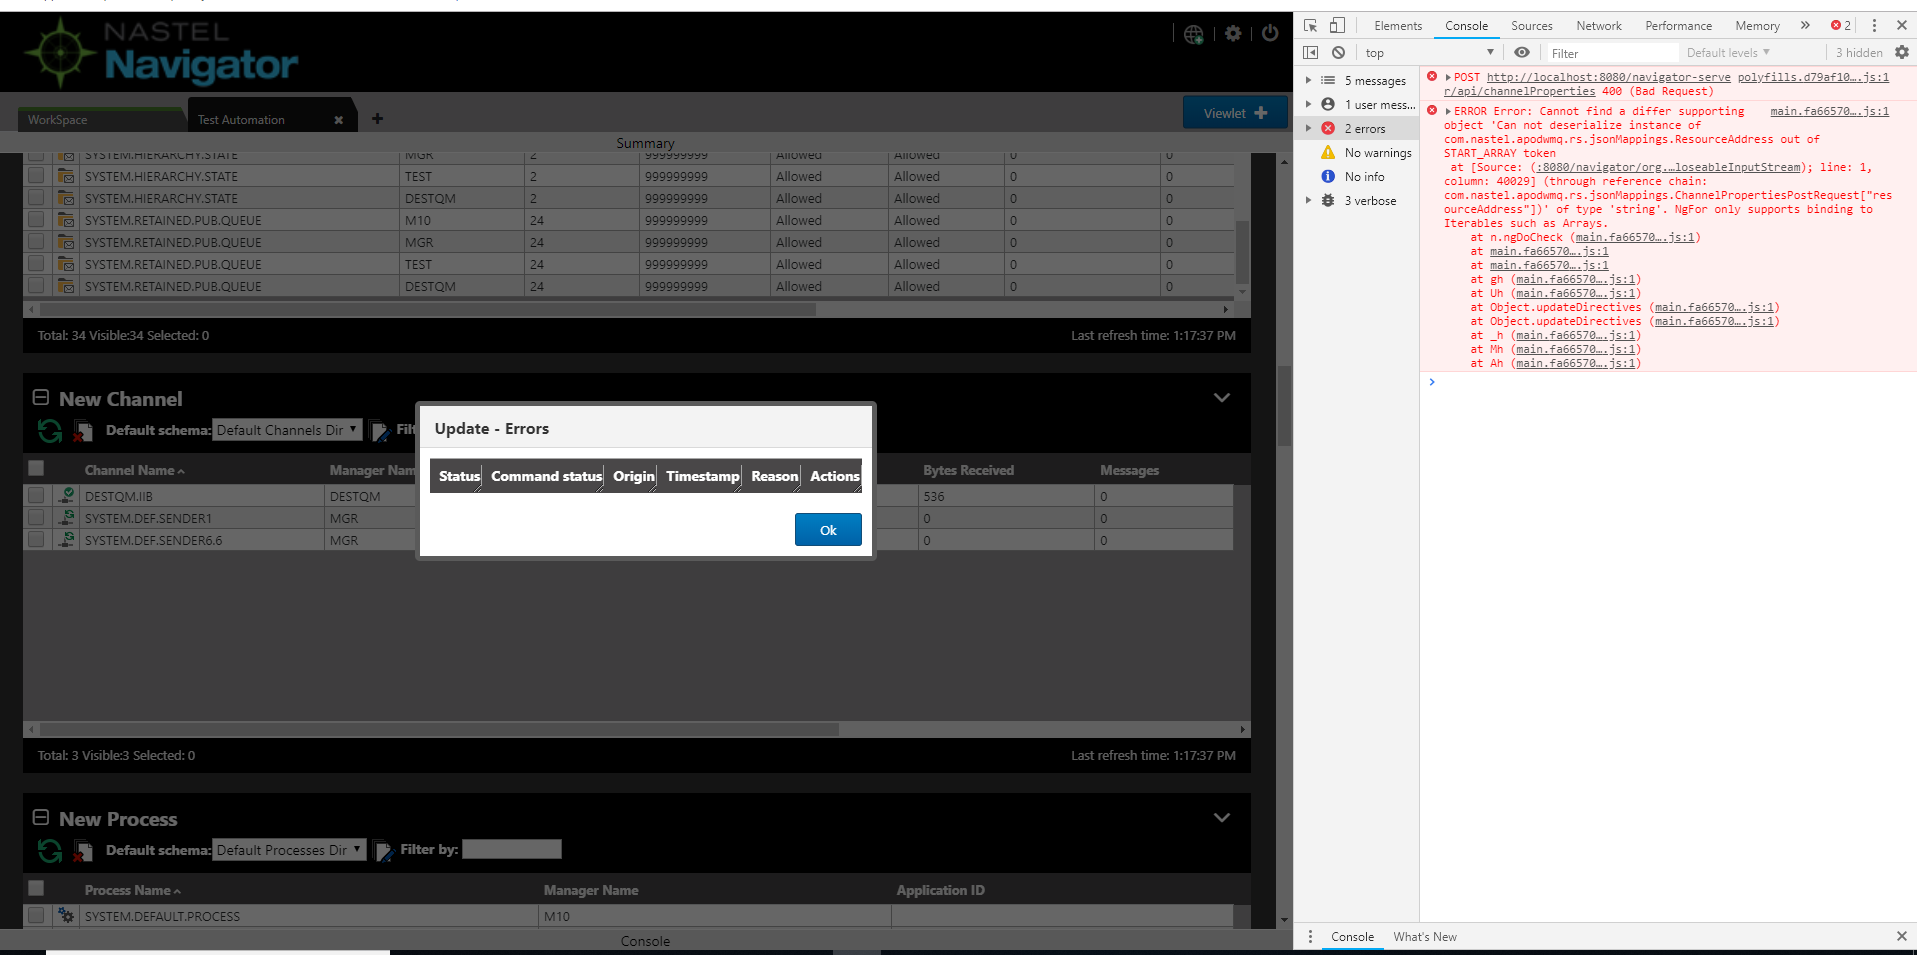 NASTEL
Navigator
WorkSpace
Test Automation
Viewlet
Summary
SYSTEM.HIERARCHY.STATE MGR 2 999999999 Allowed Allowed 0 0
SYSTEM.HIERARCHY.STATE TEST 2 999999999 Allowed Allowed 0 0
SYSTEM.HIERARCHY.STATE DESTQM 2 999999999 Allowed Allowed 0 0
SYSTEM.RETAINED.PUB.QUEUE M10 24 999999999 Allowed Allowed 0 0
SYSTEM.RETAINED.PUB.QUEUE MGR 24 999999999 Allowed Allowed 0 0
SYSTEM.RETAINED.PUB.QUEUE TEST 24 999999999 Allowed Allowed 0 0
SYSTEM.RETAINED.PUB.QUEUE DESTQM 24 999999999 Allowed Allowed 0 0
Total: 34 Visible:34 Selected: 0
Last refresh time: 1:17:37 PM
New Channel
Default schema: Default Channels Dir Filt
Channel Name Manager Nam Bytes Received Messages
DESTQM.IIB DESTQM 536 0
SYSTEM.DEF.SENDER1 MGR 0 0
SYSTEM.DEF.SENDER6.6 MGR 0 0
Update - Errors
Status Command status Origin Timestamp Reason Actions
Ok
Total: 3 Visible:3 Selected: 0
Last refresh time: 1:17:37 PM
New Process
Default schema: Default Processes Dir Filter by:
Process Name Manager Name Application ID
SYSTEM.DEFAULT.PROCESS M10
Console
Elements Console Sources Network Performance Memory » 2
top Filter Default levels 3 hidden
5 messages
1 user mess...
2 errors
No warnings
No info
3 verbose
POST http://localhost:8080/navigator-serve polyfills.d79af10….js:1
r/api/channelProperties 400 (Bad Request)
ERROR Error: Cannot find a differ supporting main.fa66570….js:1
object 'Can not deserialize instance of
com.nastel.apodwmq.rs.jsonMappings.ResourceAddress out of
START_ARRAY token
at [Source: (:8080/navigator/org.…loseableInputStream); line: 1,
column: 40029] (through reference chain:
com.nastel.apodwmq.rs.jsonMappings.ChannelPropertiesPostRequest["res
ourceAddress"])' of type 'string'. NgFor only supports binding to
Iterables such as Arrays.
at n.ngDoCheck (main.fa66570….js:1)
at main.fa66570….js:1
at main.fa66570….js:1
at gh (main.fa66570….js:1)
at Uh (main.fa66570….js:1)
at Object.updateDirectives (main.fa66570….js:1)
at Object.updateDirectives (main.fa66570….js:1)
at _h (main.fa66570….js:1)
at Mh (main.fa66570….js:1)
at Ah (main.fa66570….js:1)
Console What's New